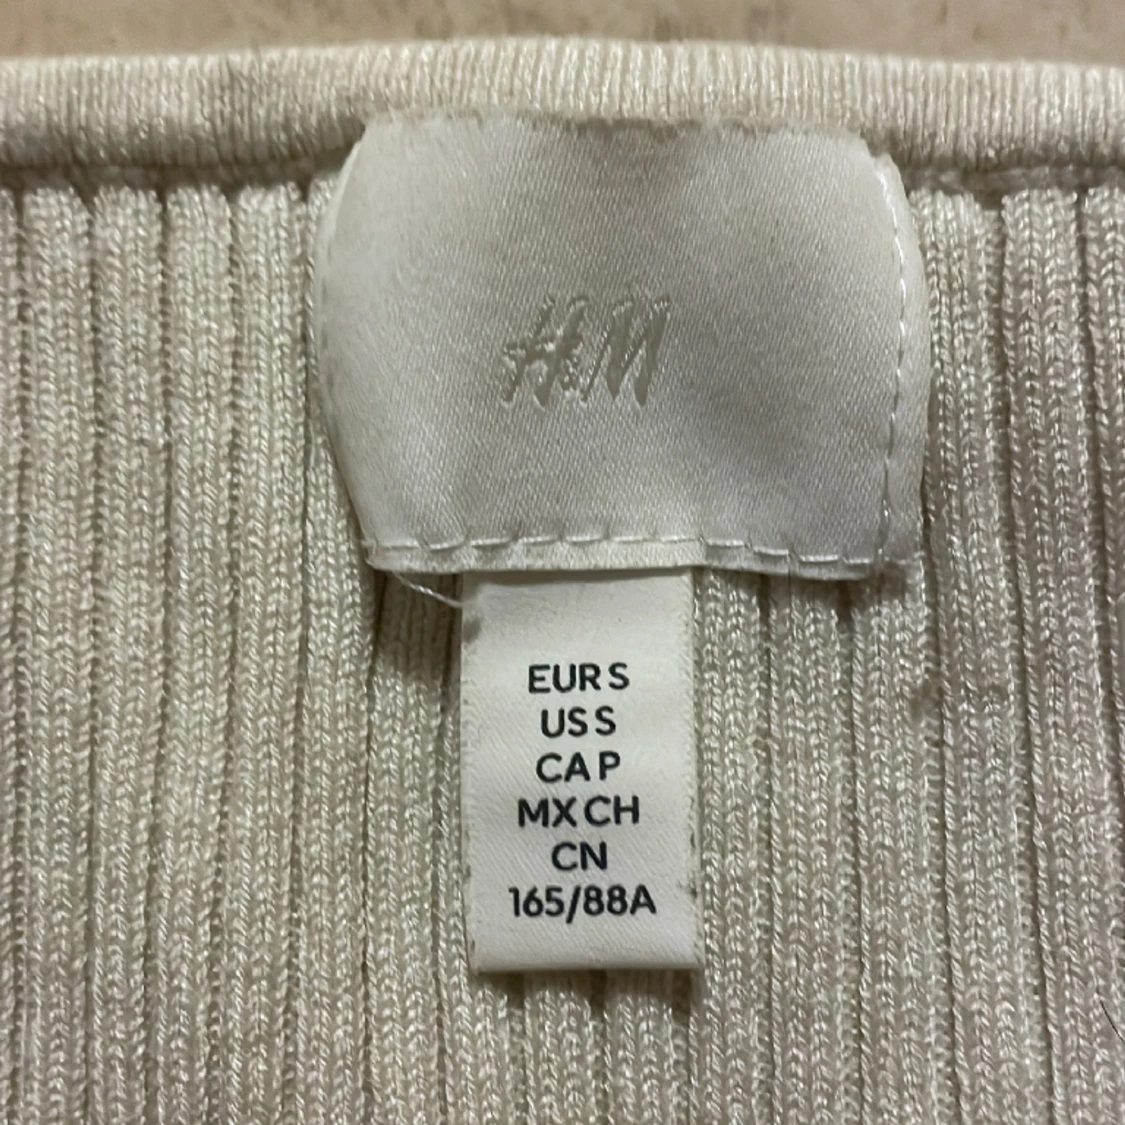 H&M
EUR S
US S
CA P
MX CH
CN
165/88A